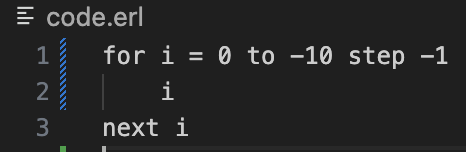 code.erl
1 for i = 0 to -10 step -1
2 i
3 next i